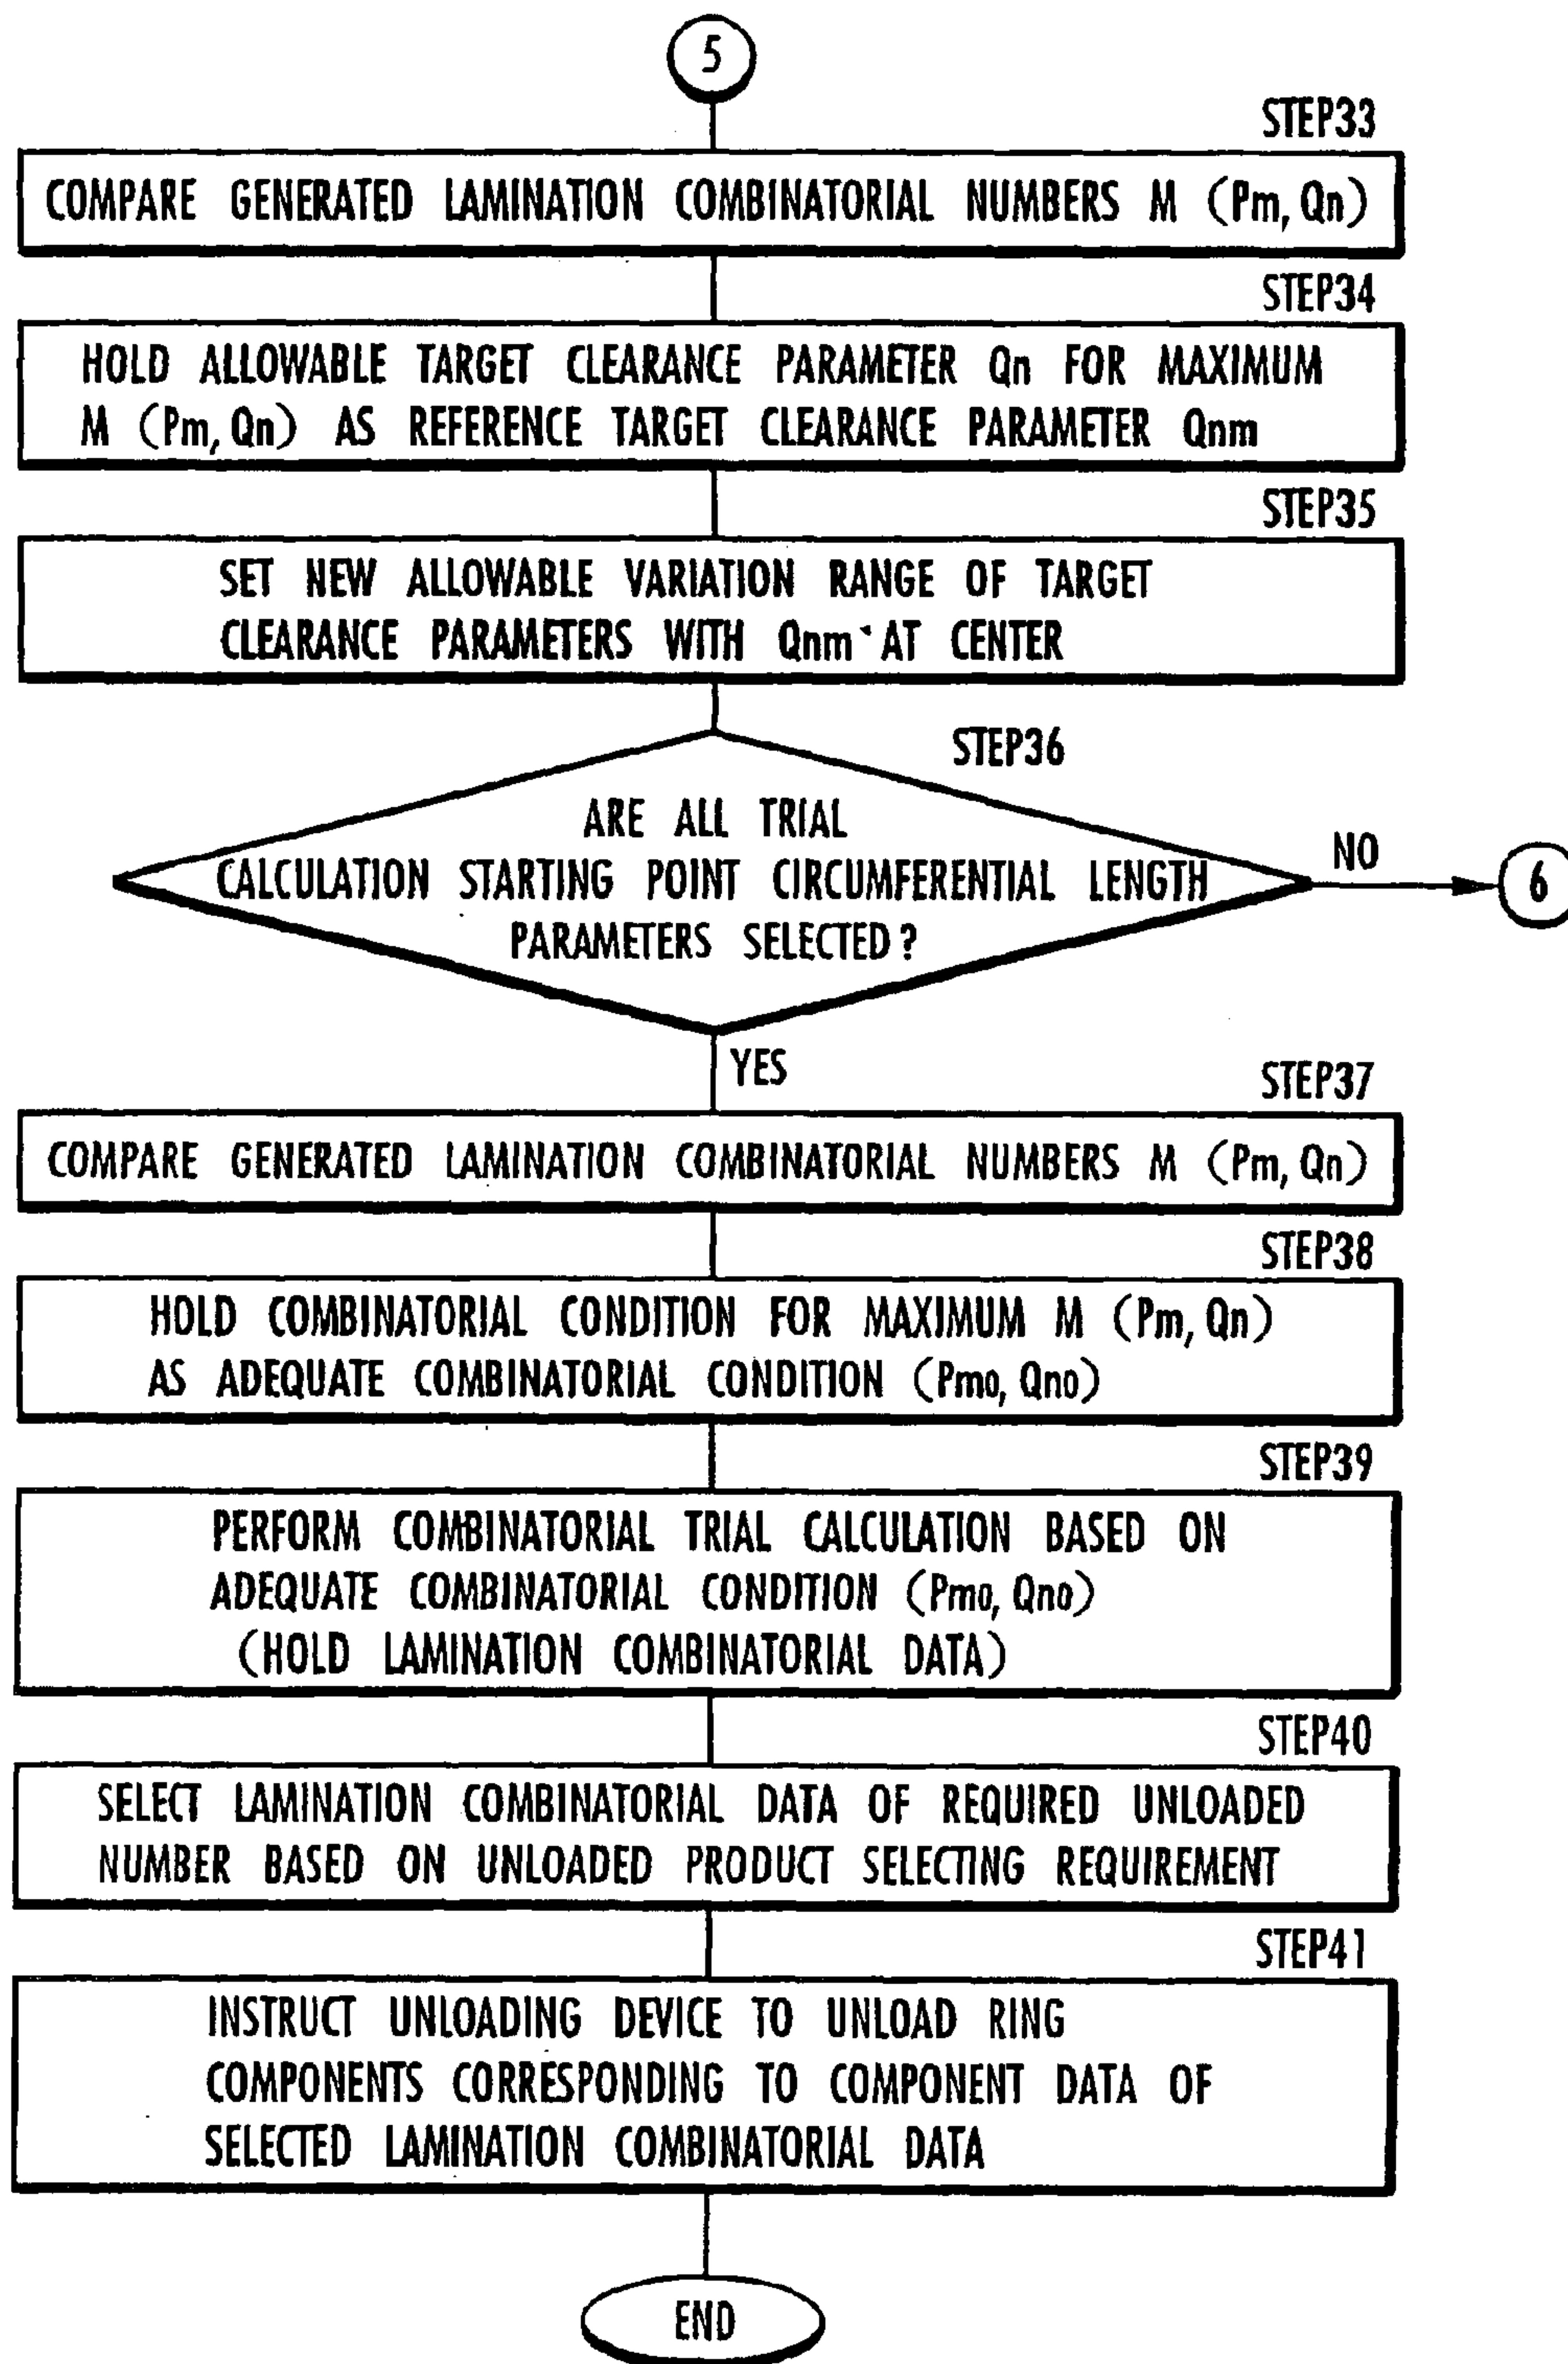 5
STEP33
COMPARE GENERATED LAMINATION COMBINATORIAL NUMBERS M (Pm, Qn)
STEP34
HOLD ALLOWABLE TARGET CLEARANCE PARAMETER Qn FOR MAXIMUM
M (Pm, Qn) AS REFERENCE TARGET CLEARANCE PARAMETER Qnm
STEP35
SET NEW ALLOWABLE VARIATION RANGE OF TARGET
CLEARANCE PARAMETERS WITH Qnm AT CENTER
STEP36
ARE ALL TRIAL
CALCULATION STARTING POINT CIRCUMFERENTIAL LENGTH
PARAMETERS SELECTED?
NO
6
YES
STEP37
COMPARE GENERATED LAMINATION COMBINATORIAL NUMBERS M (Pm, Qn)
STEP38
HOLD COMBINATORIAL CONDITION FOR MAXIMUM M (Pm, Qn)
AS ADEQUATE COMBINATORIAL CONDITION (Pmo, Qno)
STEP39
PERFORM COMBINATORIAL TRIAL CALCULATION BASED ON
ADEQUATE COMBINATORIAL CONDITION (Pmo, Qno)
(HOLD LAMINATION COMBINATORIAL DATA)
STEP40
SELECT LAMINATION COMBINATORIAL DATA OF REQUIRED UNLOADED
NUMBER BASED ON UNLOADED PRODUCT SELECTING REQUIREMENT
STEP41
INSTRUCT UNLOADING DEVICE TO UNLOAD RING
COMPONENTS CORRESPONDING TO COMPONENT DATA OF
SELECTED LAMINATION COMBINATORIAL DATA
END